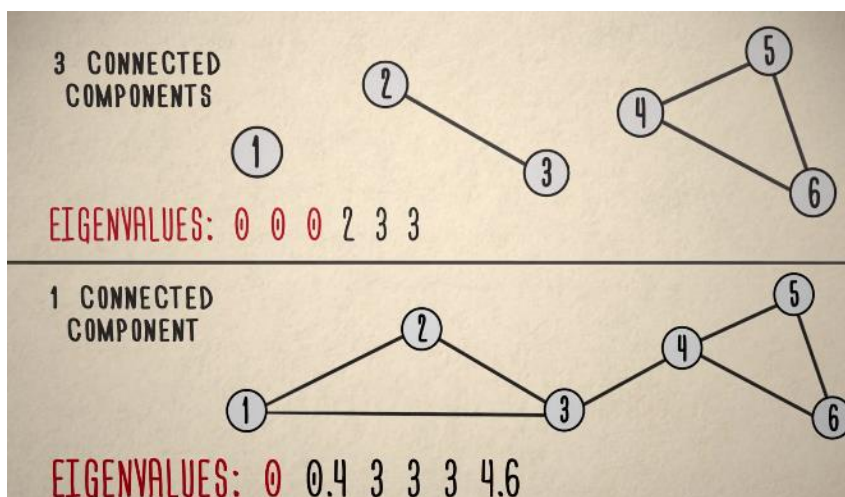 3 CONNECTED
COMPONENTS
1
2
3
4
5
6
EIGENVALUES: 0 0 0 2 3 3
1 CONNECTED
COMPONENT
1
2
3
4
5
6
EIGENVALUES: 0 0.4 3 3 3 4.6